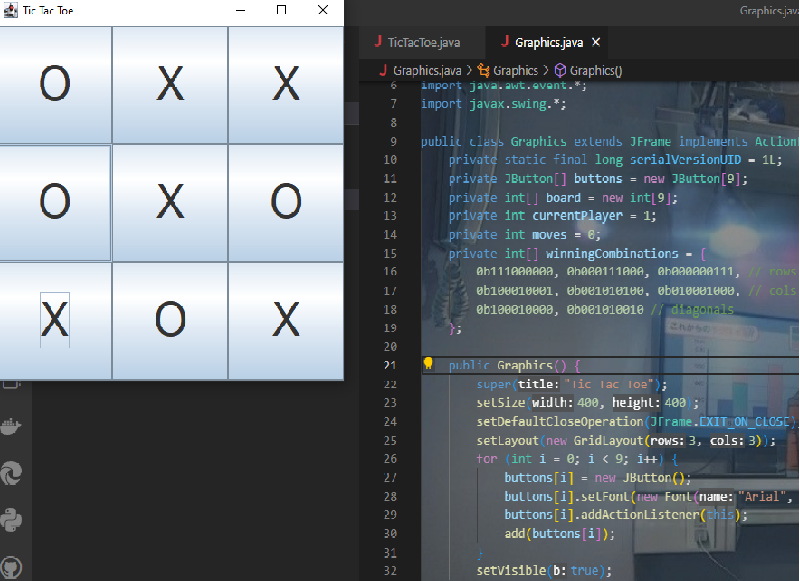 Tic Tac Toe
O X X
O X O
X O X
Graphics.java
TicTacToe.java
Graphics.java
Graphics.java > Graphics > Graphics()
6 import java.awt.event.*;
7 import javax.swing.*;
8
9 public class Graphics extends JFrame implements
10 private static final long serialVersionUID = 1L;
11 private JButton[] buttons = new JButton[9];
12 private int[] board = new int[9];
13 private int currentPlayer = 1;
14 private int moves = 0;
15 private int[] winningCombinations = {
16 0b111000000, 0b000111000, 0b000000111, // rows
17 0b100010001, 0b001010100, 0b010001000, // cols
18 0b100010000, 0b001010010 // diagonals
19 };
20
21 public Graphics() {
22 super(title:"Tic Tac Toe");
23 setSize(width:400, height:400);
24 setDefaultCloseOperation(JFrame.EXIT_ON_CLOSE)
25 setLayout(new GridLayout(rows:3, cols:3));
26 for (int i = 0; i < 9; i++) {
27 buttons[i] = new JButton();
28 buttons[i].setFont(new Font(name:"Arial",
29 buttons[i].addActionListener(this);
30 add(buttons[i]);
31 }
32 setVisible(b:true);